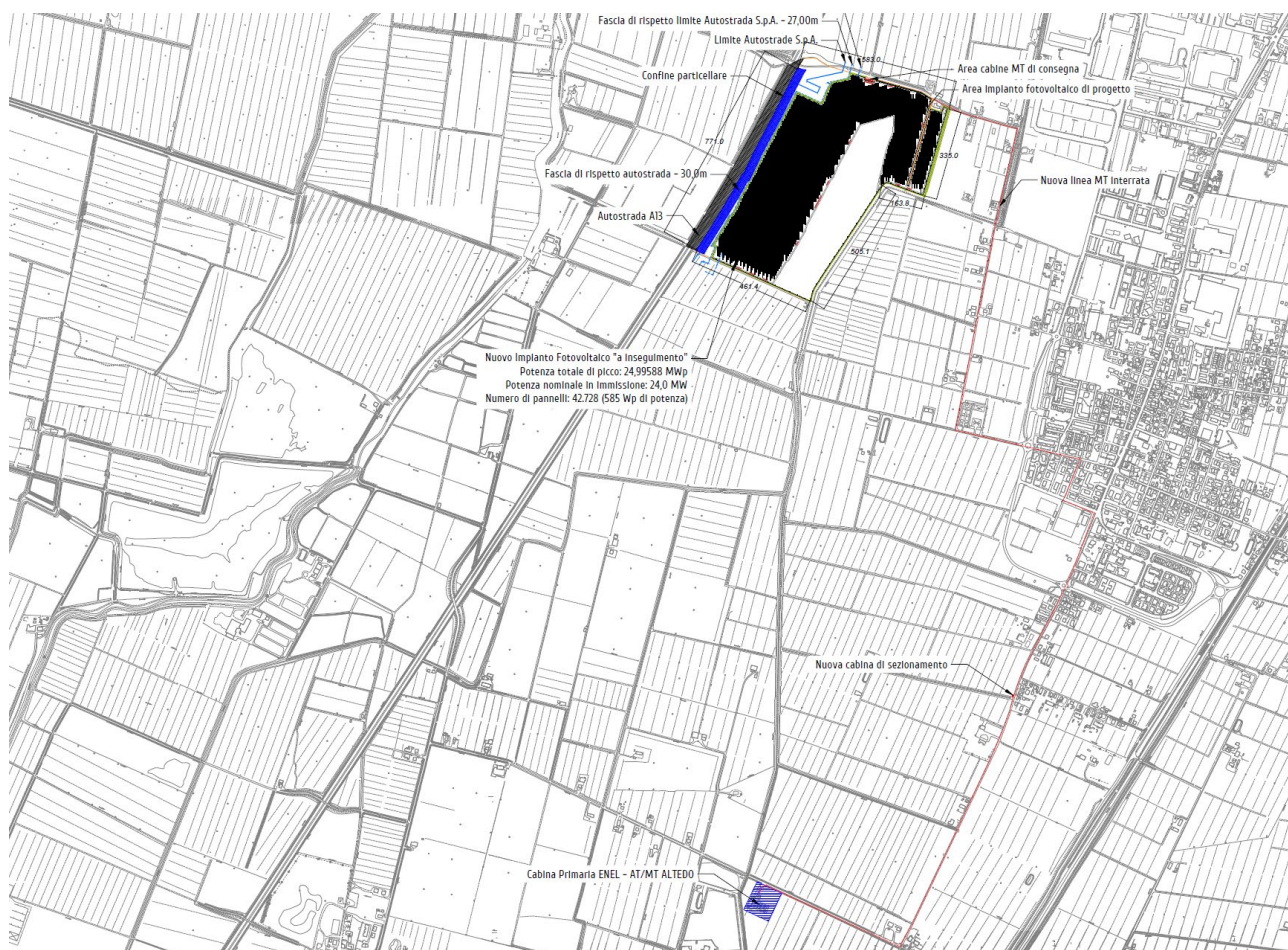 Fascia di rispetto limite Autostrada S.p.A. - 27,00m
Limite Autostrade S.p.A.
583.0
Area cabine MT di consegna
Confine particellare
Area Impianto fotovoltaico di progetto
771.0
335.0
Fascia di rispetto autostrada - 30,0m
Nuova linea MT interrata
163.8
Autostrada A13
505.1
461.4
Nuovo Impianto Fotovoltaico "a inseguimento"
Potenza totale di picco: 24,99588 MWp
Potenza nominale in immissione: 24,0 MW
Numero di pannelli: 42.728 (585 Wp di potenza)
Nuova cabina di sezionamento
Cabina Primaria ENEL - AT/MT ALTEDO